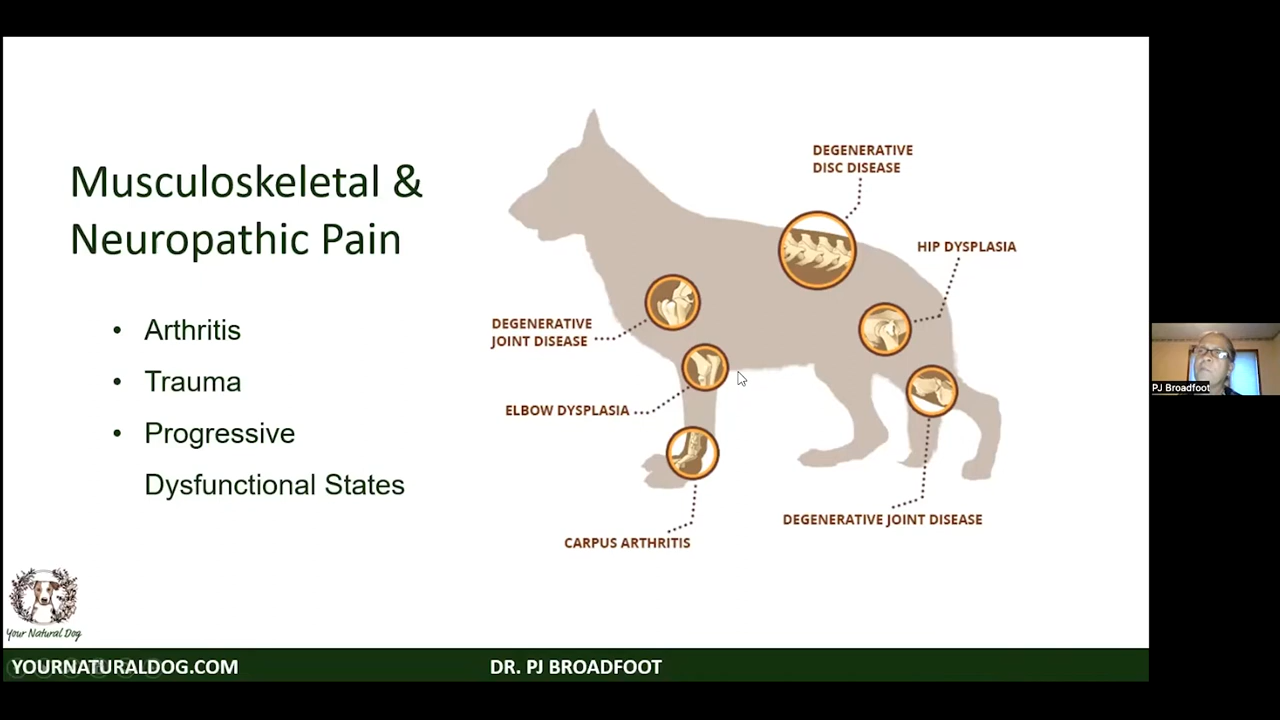 Musculoskeletal &
Neuropathic Pain
• Arthritis
• Trauma
• Progressive
Dysfunctional States
DEGENERATIVE
DISC DISEASE
HIP DYSPLASIA
DEGENERATIVE
JOINT DISEASE
ELBOW DYSPLASIA
CARPUS ARTHRITIS
DEGENERATIVE JOINT DISEASE
PJ Broadfoot
Your Natural Dog
YOURNATURALDOG.COM
DR. PJ BROADFOOT